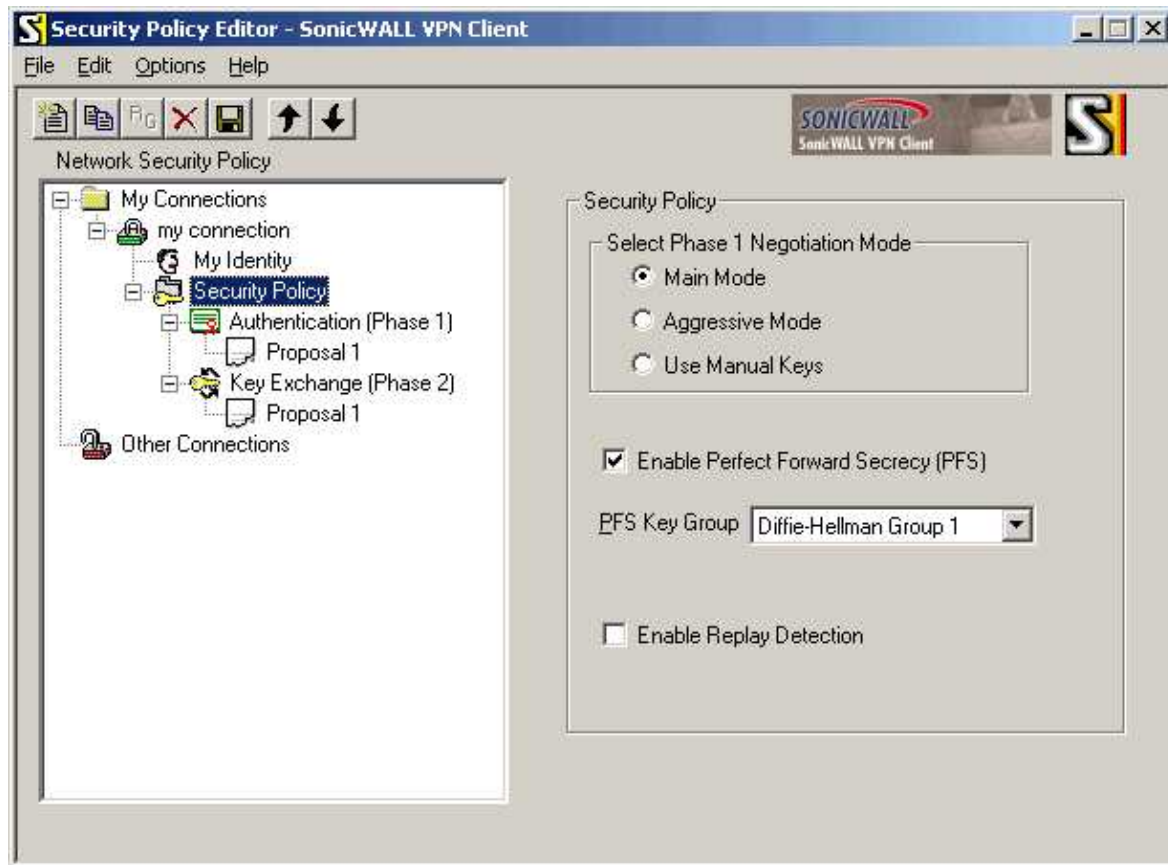 Security Policy Editor - SonicWALL VPN Client
File Edit Options Help
SONICWALL
SonicWALL VPN Client
Network Security Policy
My Connections
my connection
My Identity
Security Policy
Authentication (Phase 1)
Proposal 1
Key Exchange (Phase 2)
Proposal 1
Other Connections
Security Policy
Select Phase 1 Negotiation Mode
Main Mode
Aggressive Mode
Use Manual Keys
Enable Perfect Forward Secrecy (PFS)
PFS Key Group Diffie-Hellman Group 1
Enable Replay Detection